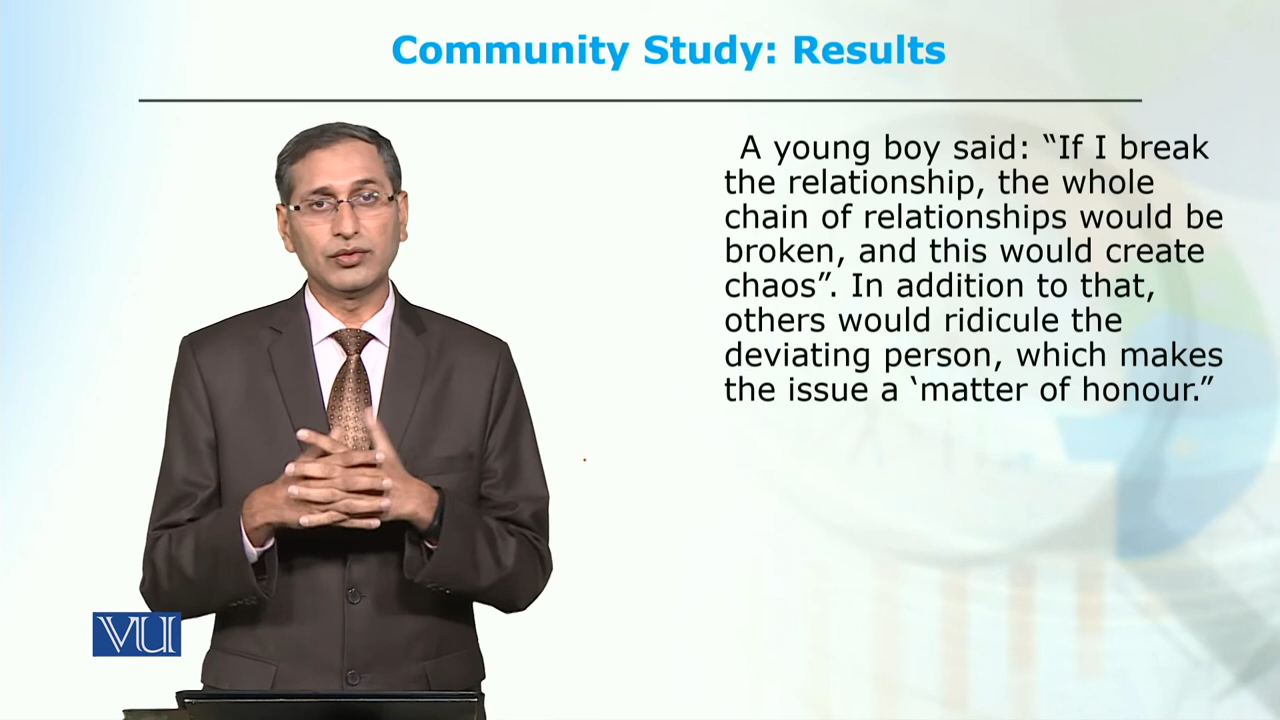 Community Study: Results
A young boy said: “If I break
the relationship, the whole
chain of relationships would be
broken, and this would create
chaos”. In addition to that,
others would ridicule the
deviating person, which makes
the issue a ‘matter of honour.”
VU